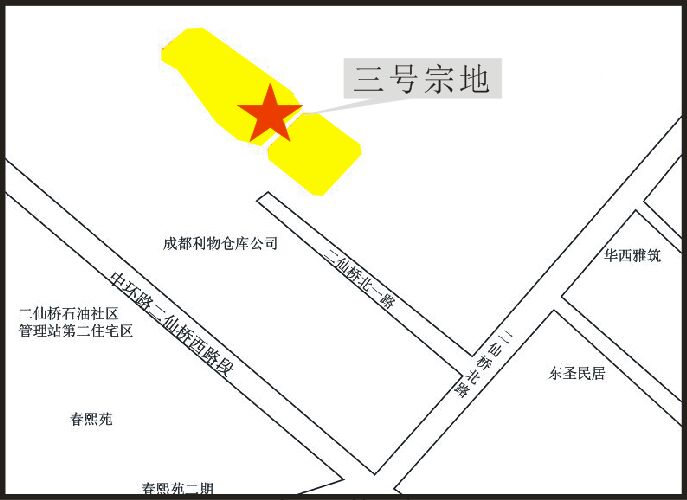 三号宗地
成都利物仓库公司
二仙桥北一路
华西雅筑
中环路二仙桥西路段
二仙桥石油社区
管理站第二住宅区
二仙桥北路
东圣民居
春熙苑
春熙苑二期